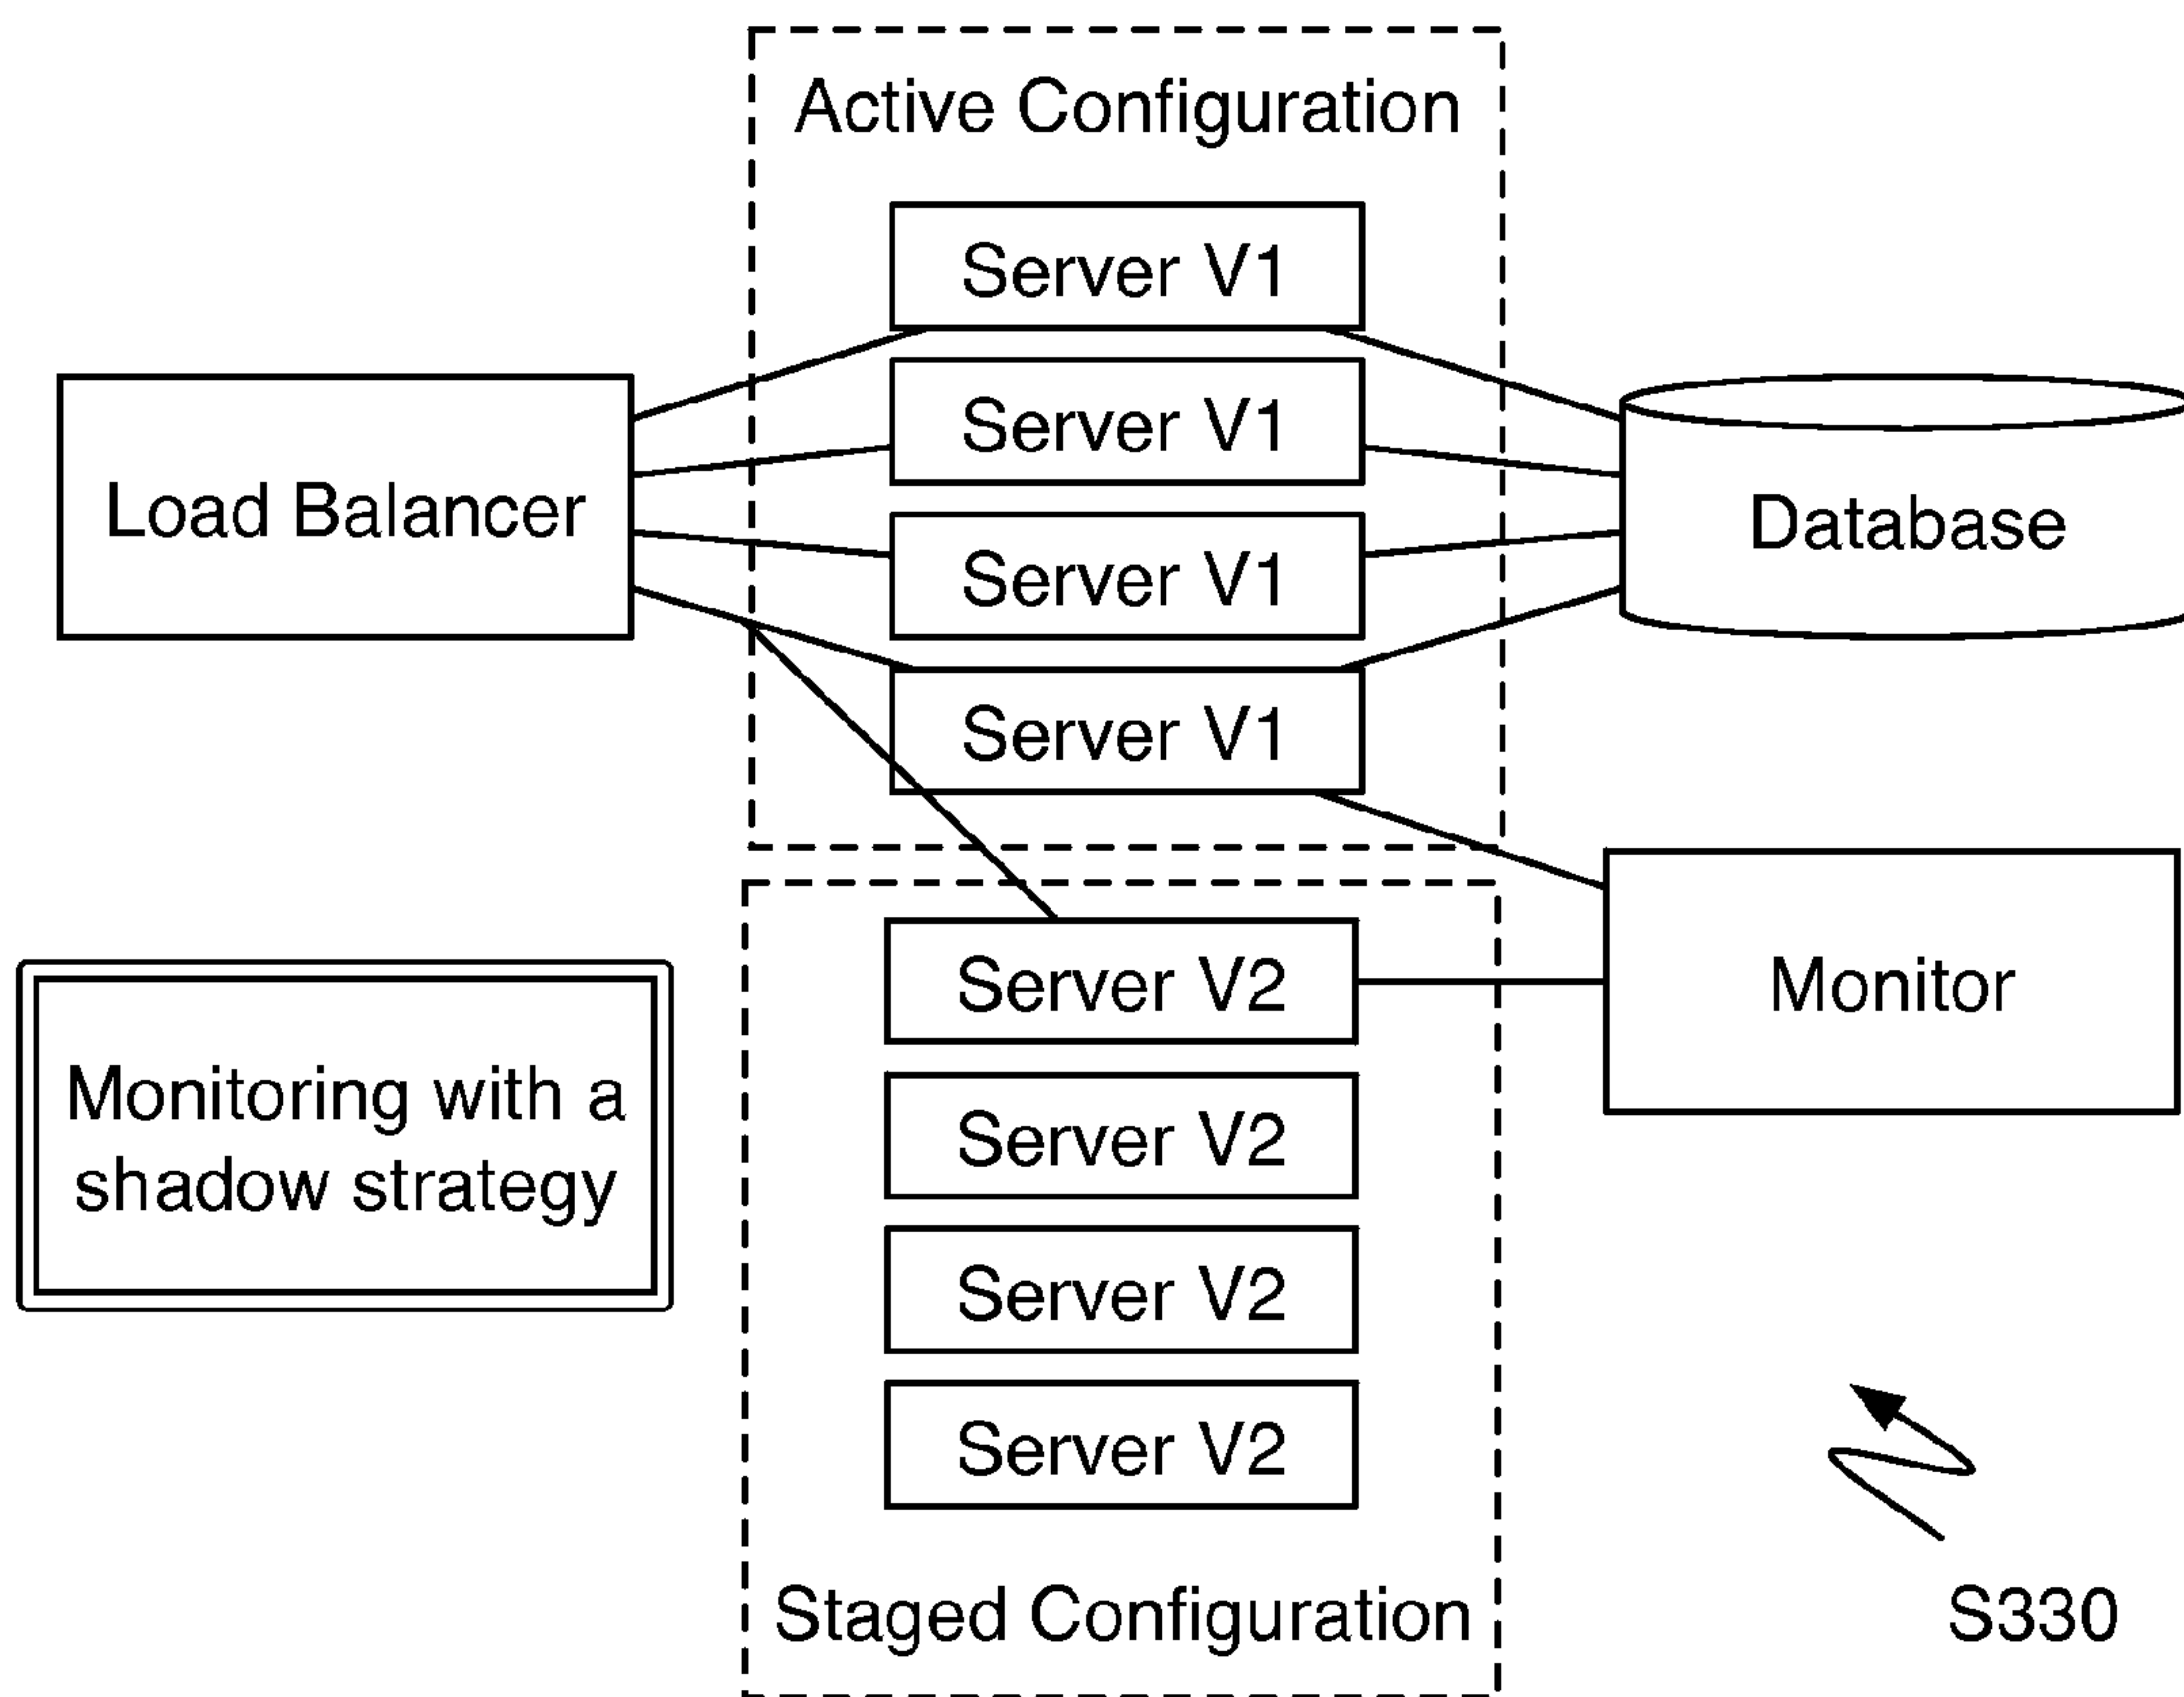 Active Configuration
Server V1
Server V1
Server V1
Server V1
Load Balancer
Database
Monitor
Server V2
Server V2
Server V2
Server V2
Staged Configuration
Monitoring with a
shadow strategy
S330